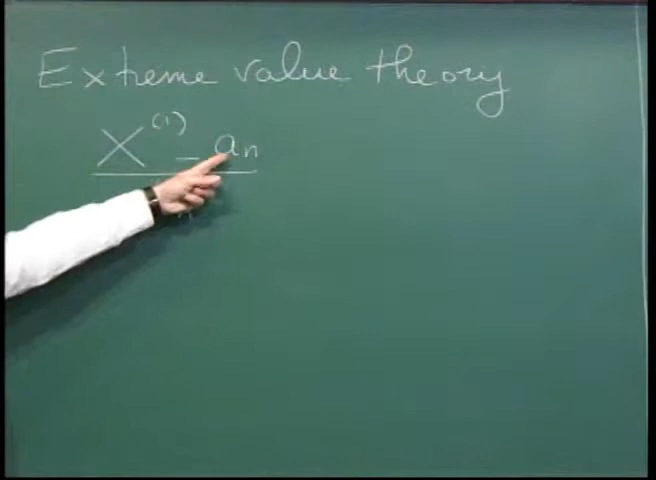 Extreme value theory
X^(1) - a_n